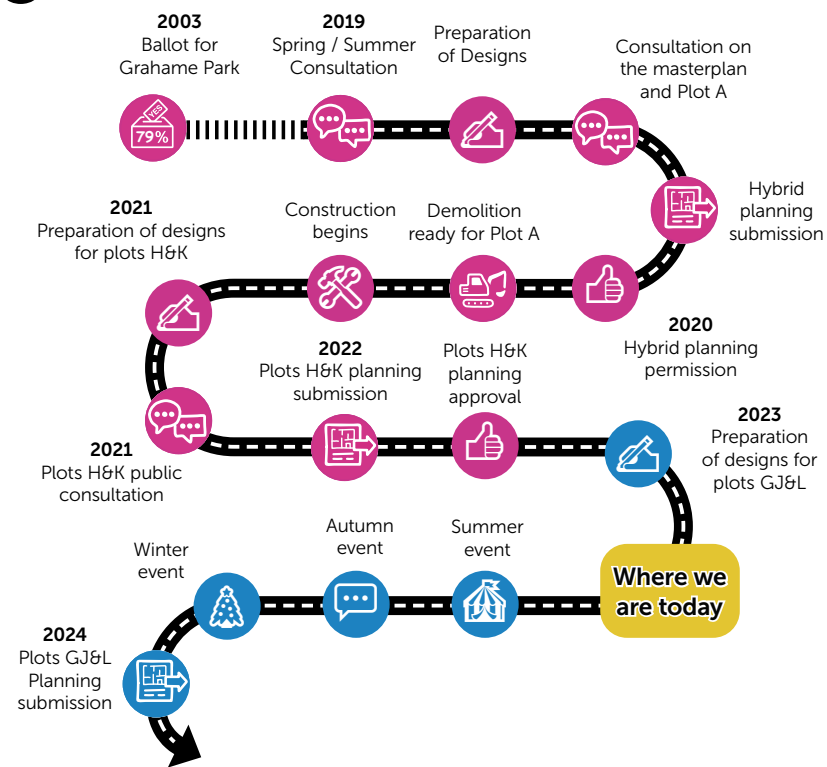 2003
Ballot for
Grahame Park
2019
Spring / Summer
Consultation
Preparation
of Designs
Consultation on
the masterplan
and Plot A
YES
79%
Hybrid
planning
submission
2021
Preparation of designs
for plots H&K
Construction
begins
Demolition
ready for Plot A
2020
Hybrid planning
permission
2022
Plots H&K planning
submission
Plots H&K
planning
approval
2023
Preparation
of designs for
plots GJ&L
2021
Plots H&K public
consultation
Winter
event
Autumn
event
Summer
event
Where we
are today
2024
Plots GJ&L
Planning
submission